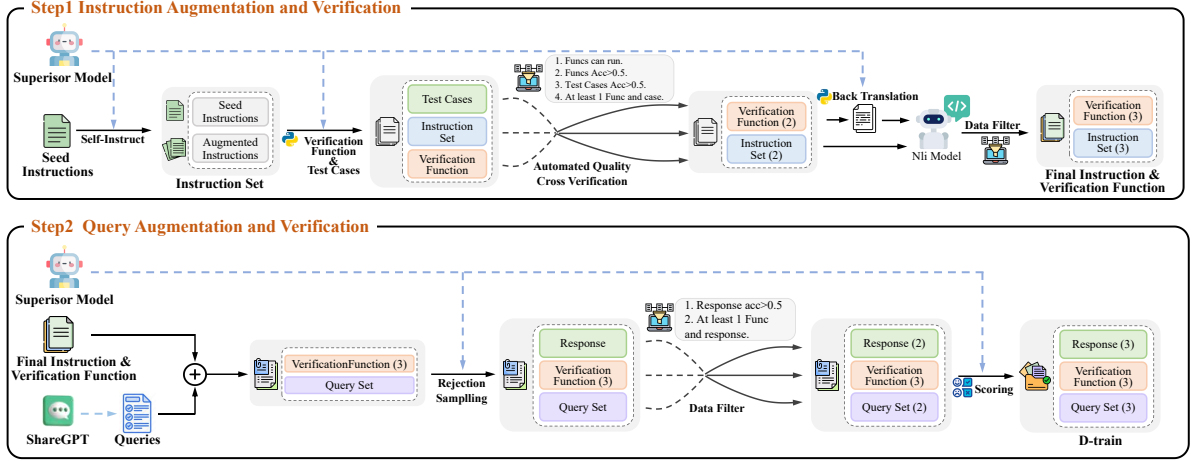 Step1 Instruction Augmentation and Verification
Superisor Model
Seed
Instructions
Self-Instruct
Seed
Instructions
Augmented
Instructions
Instruction Set
Verification
Function
&
Test Cases
Test Cases
Instruction
Set
Verification
Function
1. Funcs can run.
2. Funcs Acc>0.5.
3. Test Cases Acc>0.5.
4. At least 1 Func and case.
Automated Quality
Cross Verification
Verification
Function (2)
Instruction
Set (2)
Back Translation
Nli Model
Data Filter
Verification
Function (3)
Instruction
Set (3)
Final Instruction &
Verification Function
Step2 Query Augmentation and Verification
Superisor Model
Final Instruction &
Verification Function
ShareGPT
Queries
VerificationFunction (3)
Query Set
Rejection
Samplling
Response
Verification
Function (3)
Query Set
1. Response acc>0.5
2. At least 1 Func
and response.
Data Filter
Response (2)
Verification
Function (3)
Query Set (2)
Scoring
Response (3)
Verification
Function (3)
Query Set (3)
D-train